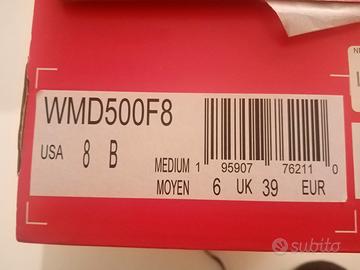 WMD500F8
USA 8 B
MEDIUM 1 95907 76211 0
MOYEN 6 UK 39 EUR
subito